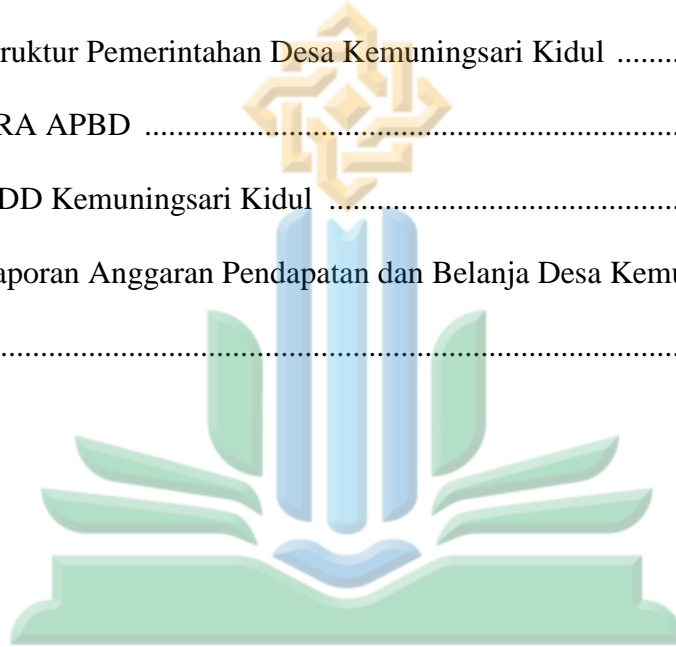 ruktur Pemerintahan Desa Kemuningsari Kidul ........
RA APBD ....................................................................
DD Kemuningsari Kidul ............................................
aporan Anggaran Pendapatan dan Belanja Desa Kemu
.....................................................................................